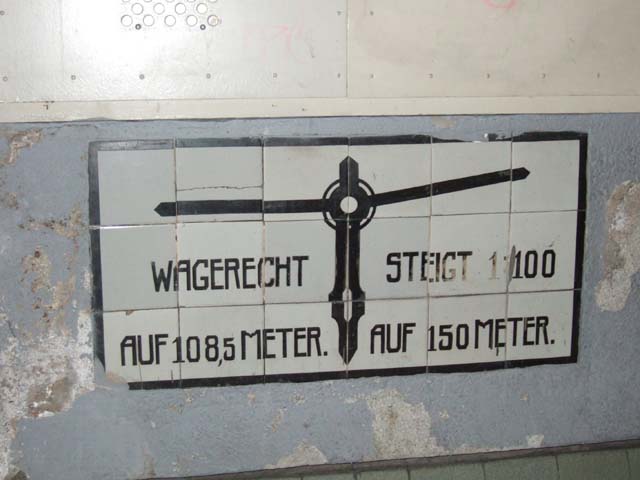 WAGERECHT
AUF 108,5 METER.
STEIGT 1:100
AUF 150 METER.